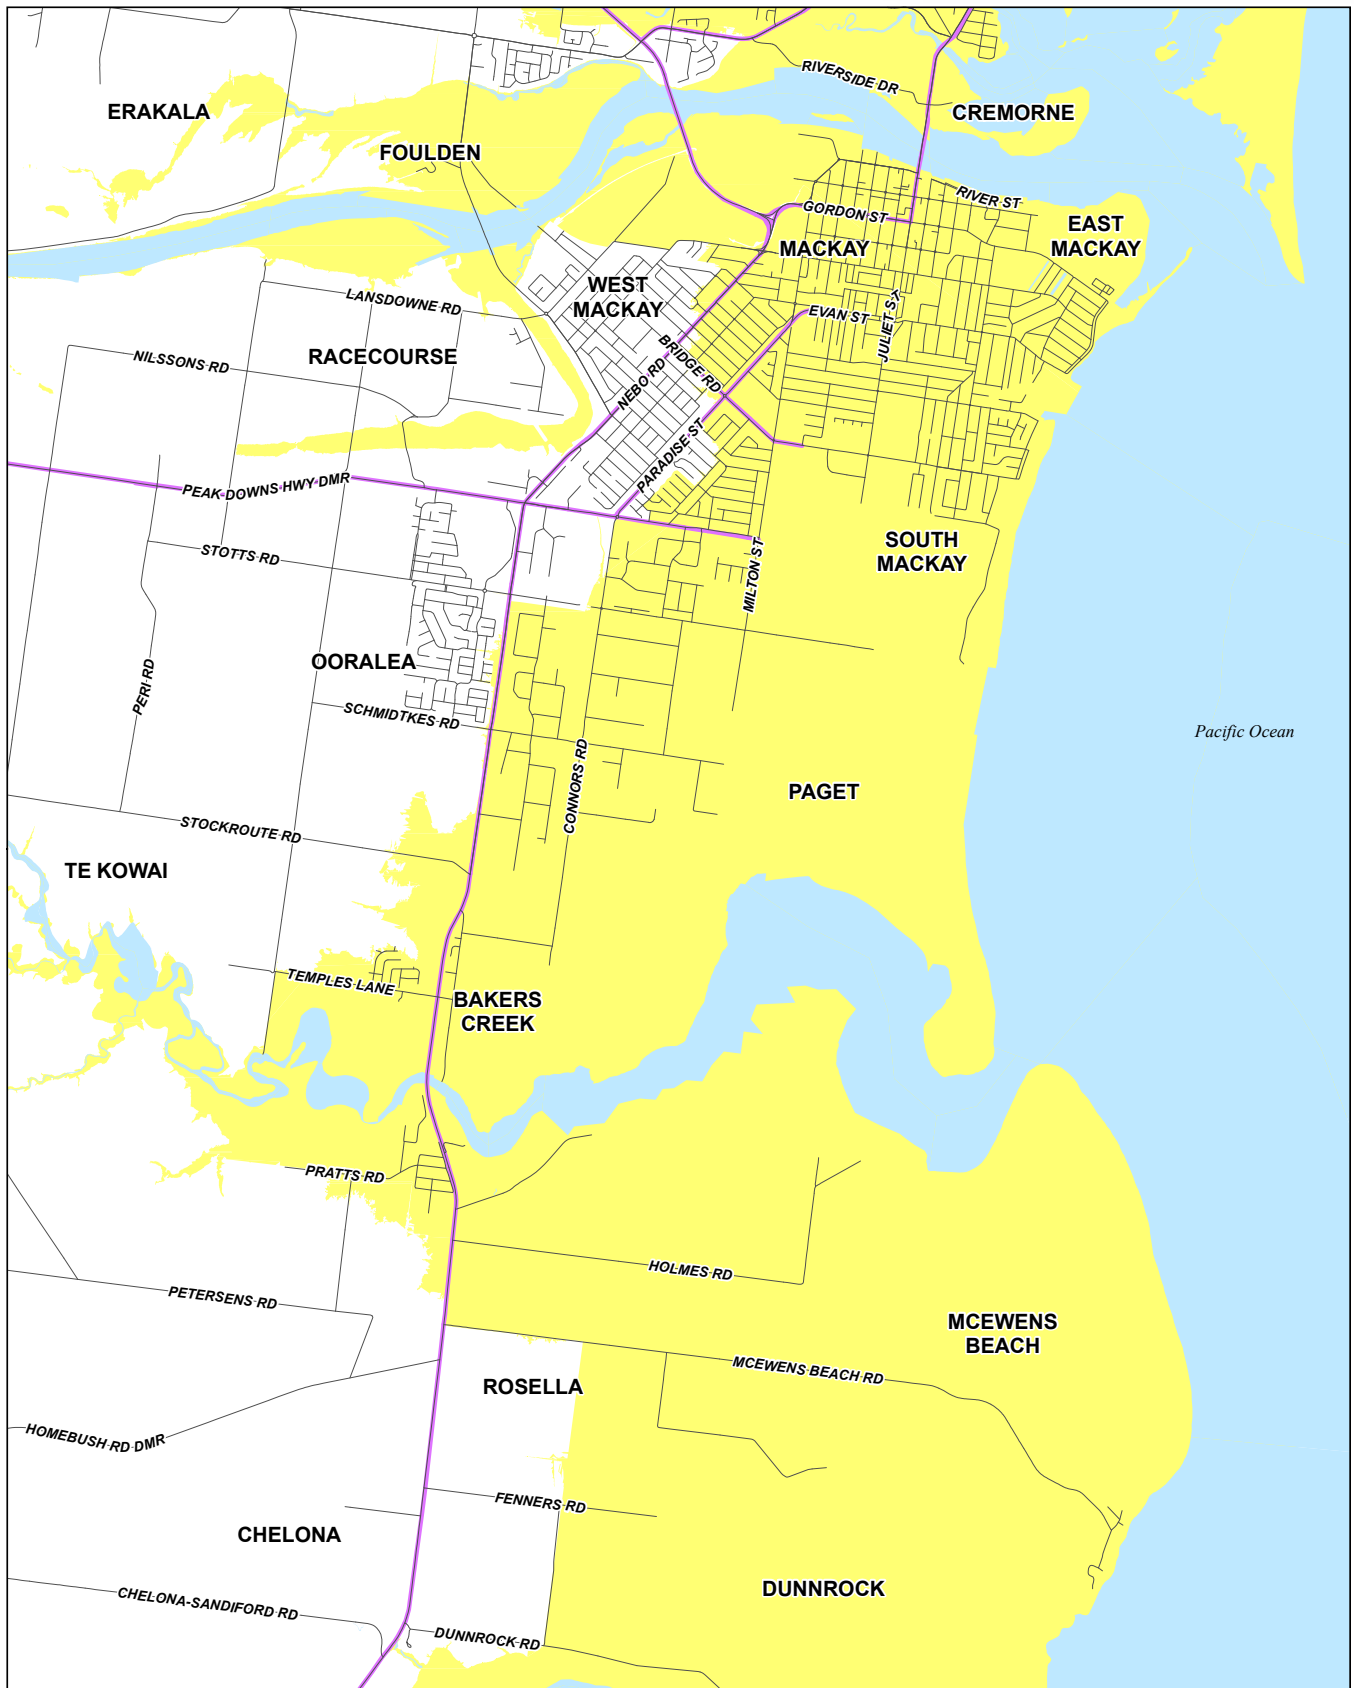 RIVERSIDE DR
ERAKALA
CREMORNE
FOULDEN
RIVER ST
GORDON ST
EAST
MACKAY
MACKAY
WEST
MACKAY
LANSDOWNE RD
EVAN ST
JULIET ST
BRIDGE RD
NILSSONS RD
RACECOURSE
NEBO RD
PARADISE ST
PEAK DOWNS HWY DMR
SOUTH
MACKAY
STOTTS RD
MILTON ST
OORALEA
PERI RD
SCHMIDTKES RD
Pacific Ocean
CONNORS RD
PAGET
STOCKROUTE RD
TE KOWAI
TEMPLES LANE
BAKERS
CREEK
PRATTS RD
HOLMES RD
PETERSENS RD
MCEWENS
BEACH
MCEWENS BEACH RD
ROSELLA
HOMEBUSH RD DMR
FENNERS RD
CHELONA
DUNNROCK
CHELONA-SANDIFORD RD
DUNNROCK RD